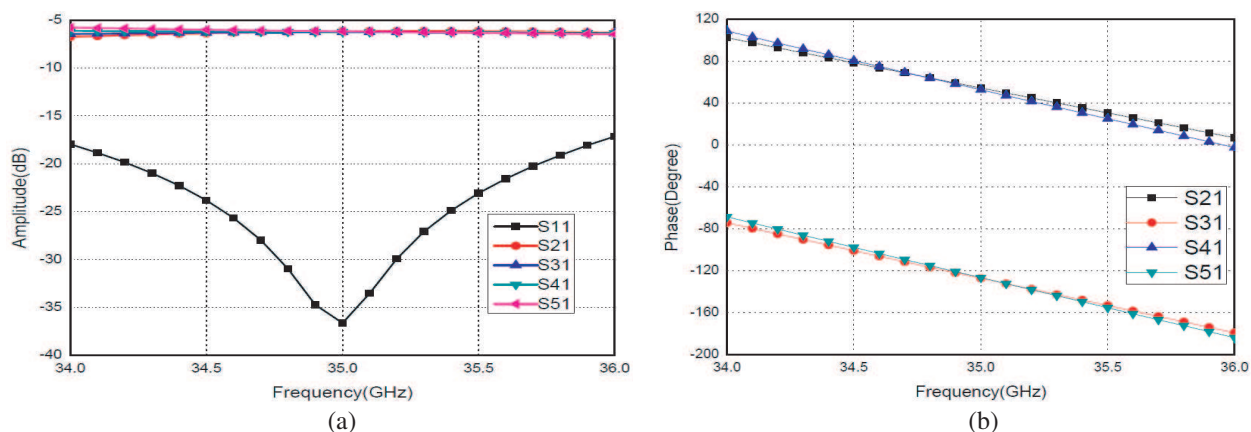 -5
-10
-15
-20
-25
-30
-35
-40
Amplitude(dB)
S11
S21
S31
S41
S51
34.0 34.5 35.0 35.5 36.0
Frequency(GHz)
(a)
120
80
40
0
-40
-80
-120
-160
-200
Phase(Degree)
S21
S31
S41
S51
34.0 34.5 35.0 35.5 36.0
Frequency(GHz)
(b)